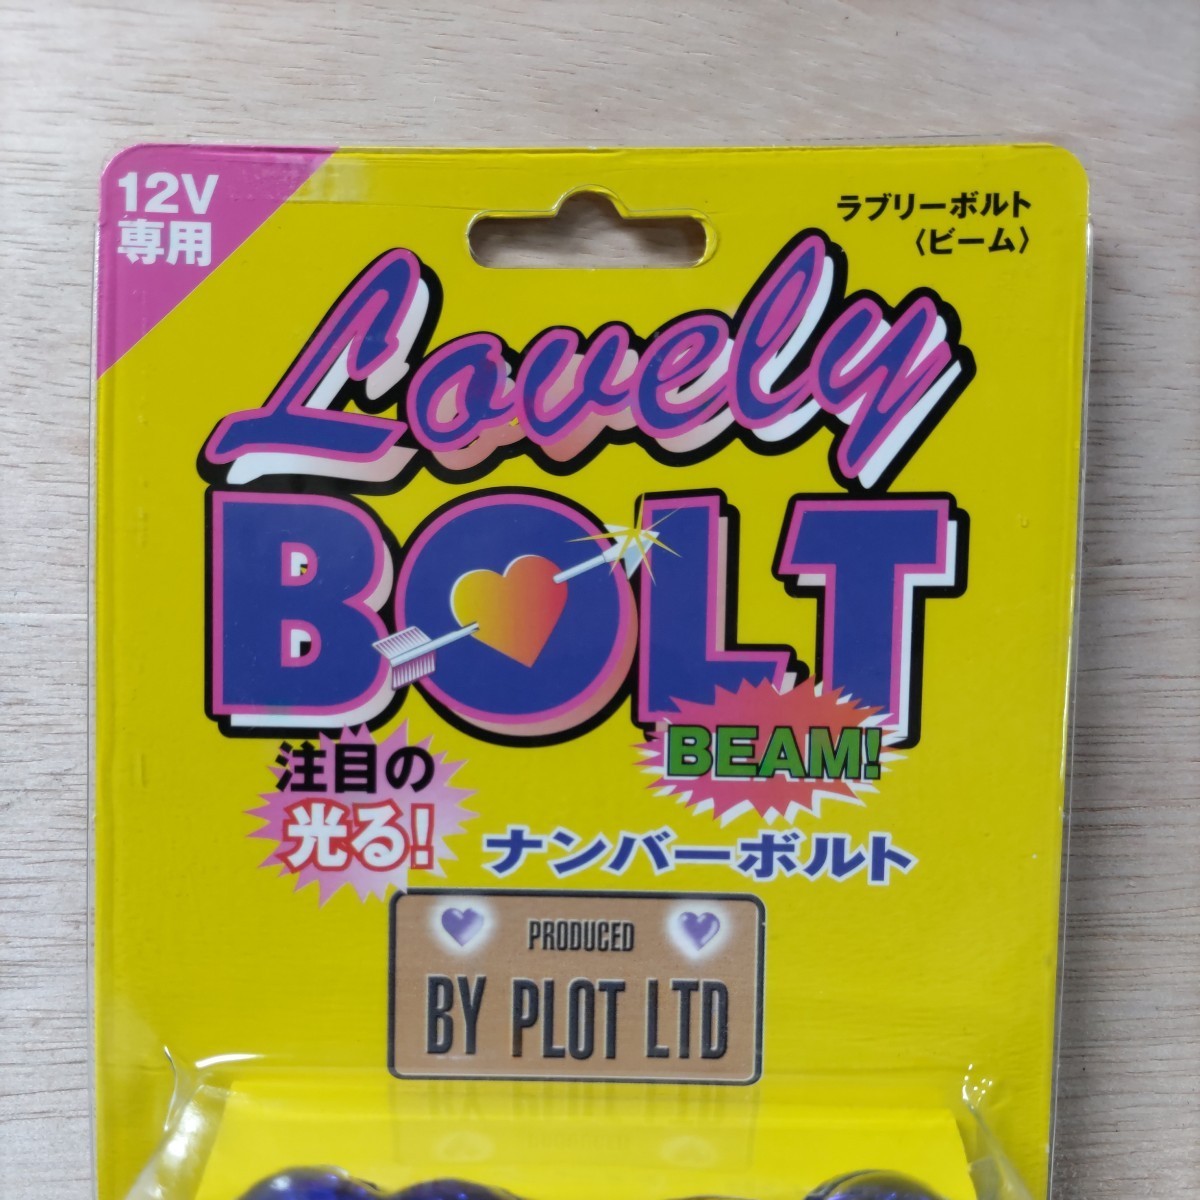 12V
専用
ラブリーボルト
〈ビーム〉
Lovely
BOLT
BEAM!
注目の
光る!
ナンバーボルト
PRODUCED
BY PLOT LTD